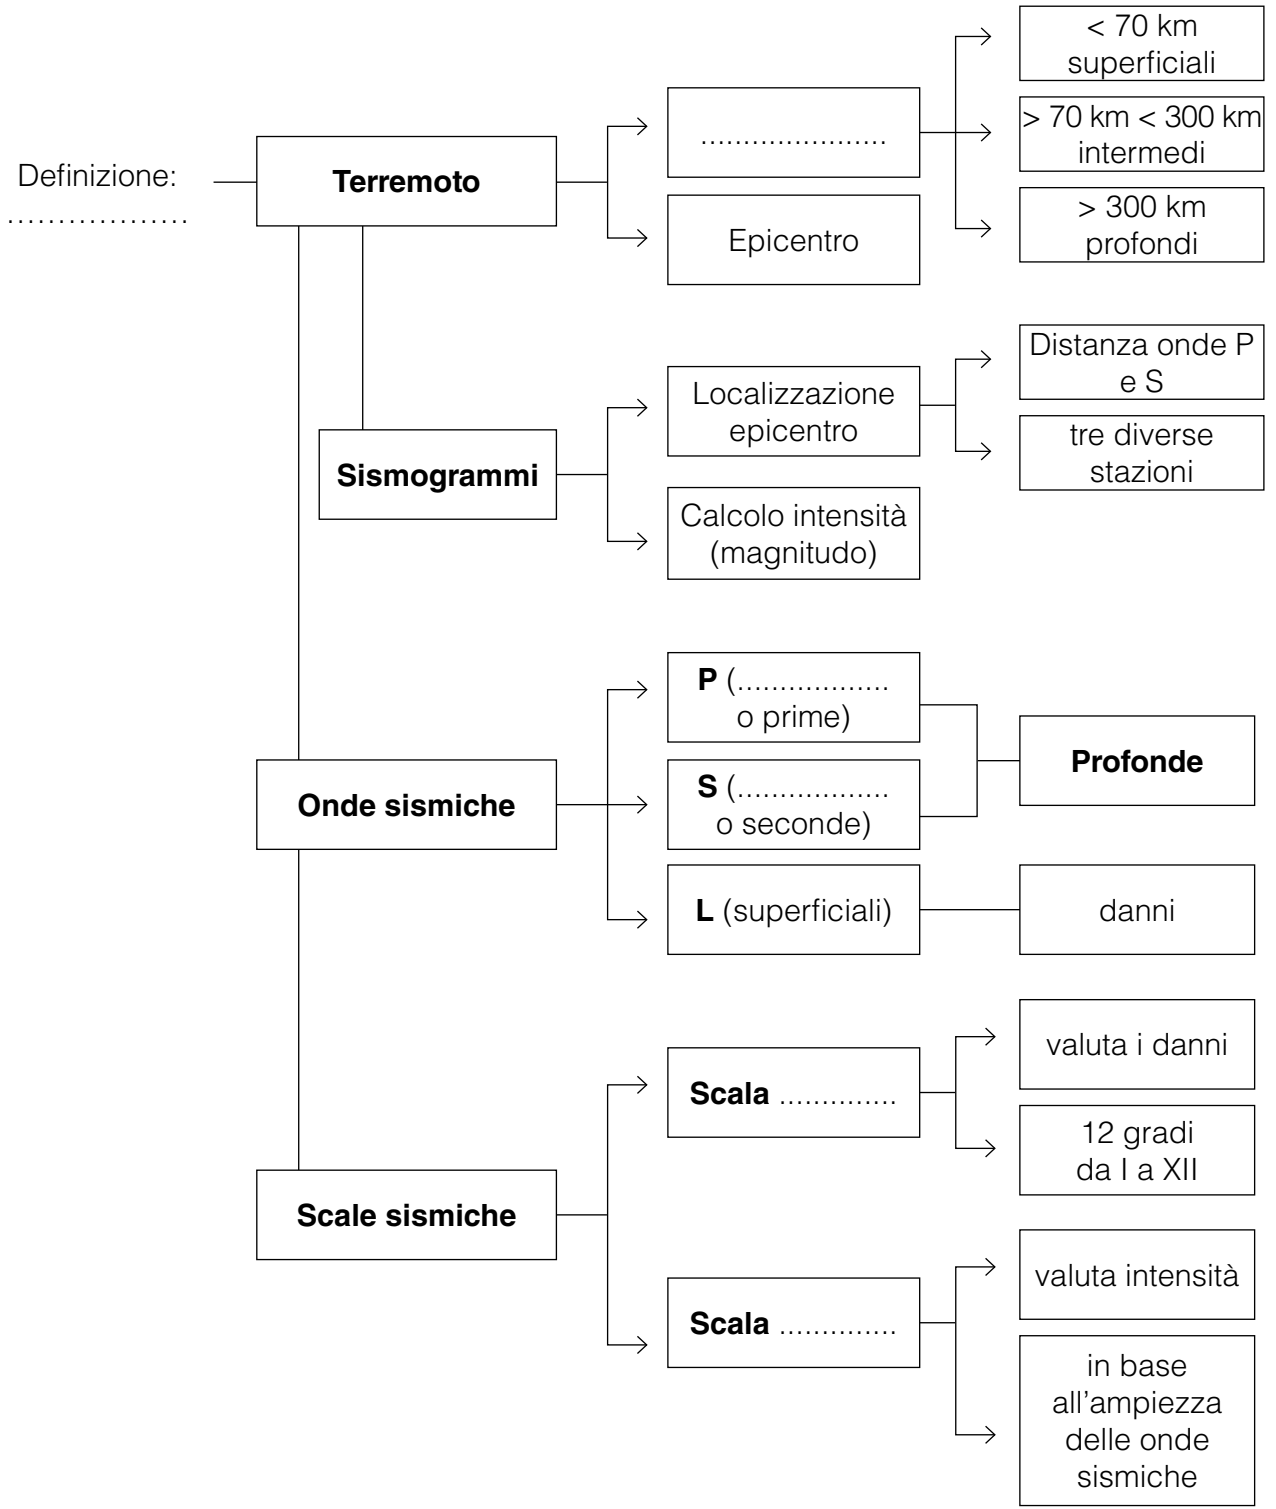 < 70 km
superficiali
.......................
> 70 km < 300 km
intermedi
Definizione:
..................
Terremoto
> 300 km
profondi
Epicentro
Distanza onde P
e S
Localizzazione
epicentro
tre diverse
stazioni
Sismogrammi
Calcolo intensità
(magnitudo)
P (..................
o prime)
Profonde
S (..................
o seconde)
Onde sismiche
L (superficiali)
danni
valuta i danni
Scala ..............
12 gradi
da I a XII
Scale sismiche
valuta intensità
Scala ..............
in base
all'ampiezza
delle onde
sismiche